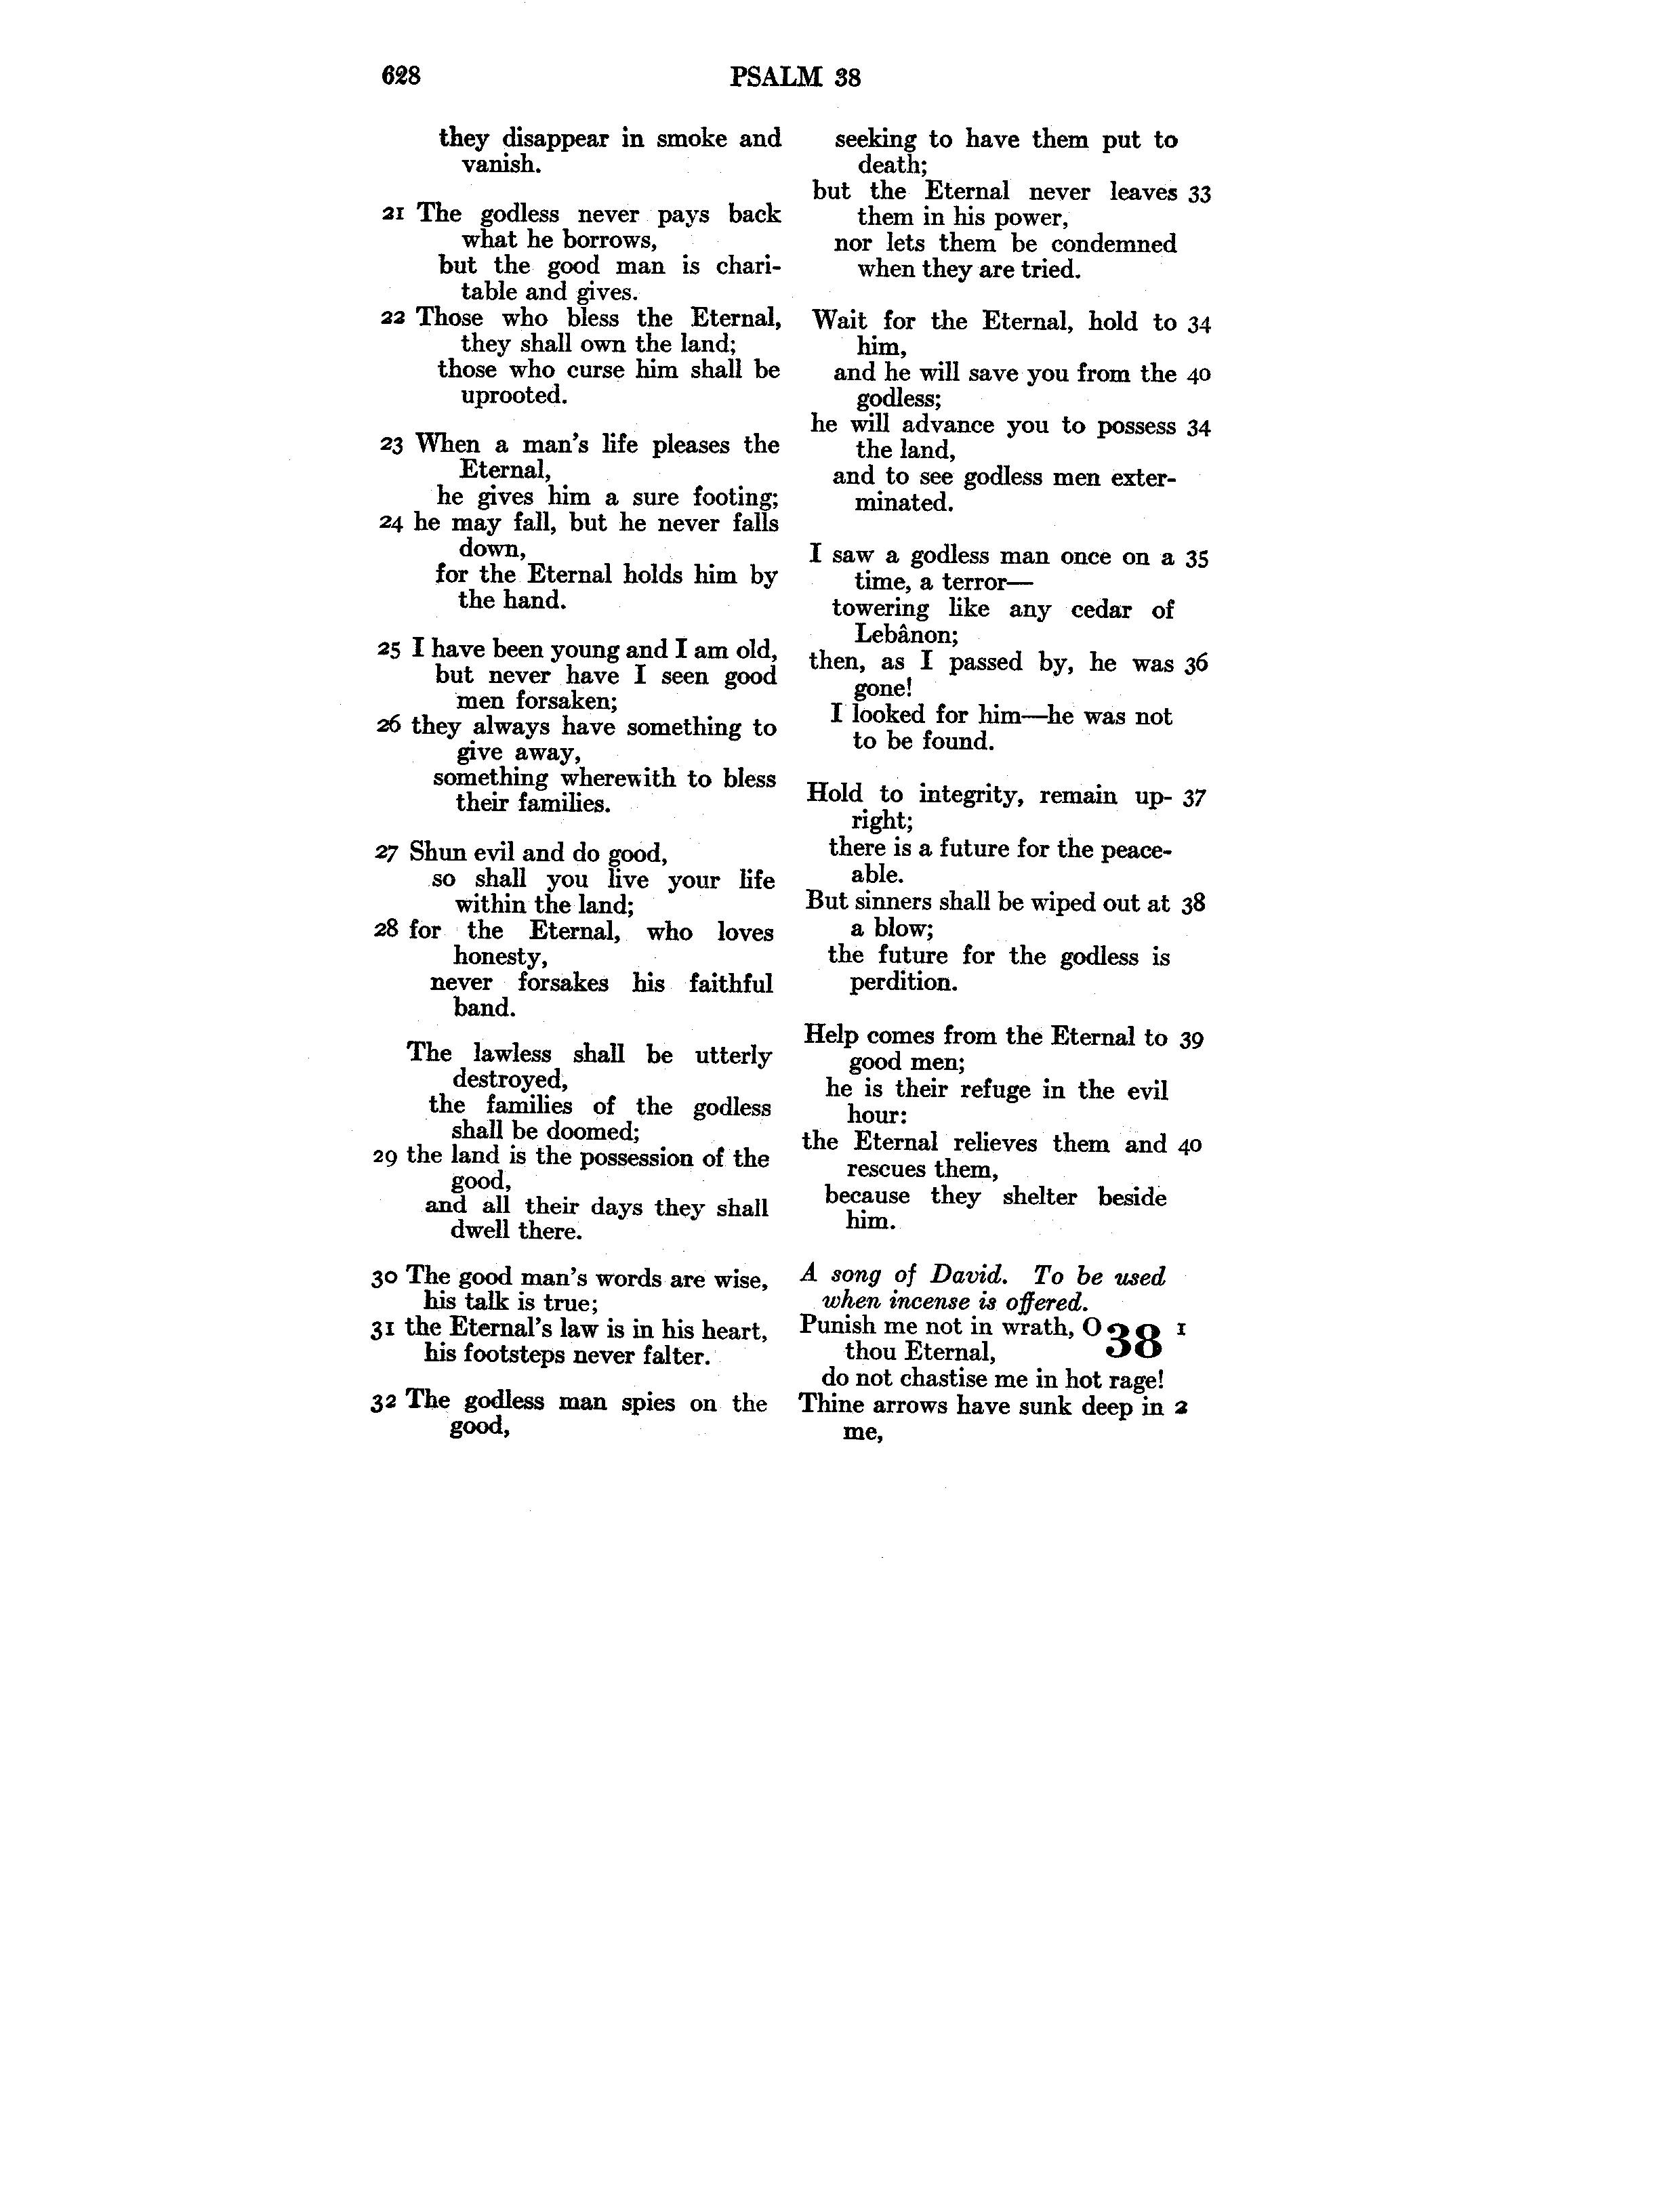 628 PSALM 38
they disappear in smoke and
vanish.
21 The godless never pays back
what he borrows,
but the good man is chari-
table and gives.
22 Those who bless the Eternal,
they shall own the land;
those who curse him shall be
uprooted.
23 When a man's life pleases the
Eternal,
he gives him a sure footing;
24 he may fall, but he never falls
down,
for the Eternal holds him by
the hand.
25 I have been young and I am old,
but never have I seen good
men forsaken;
26 they always have something to
give away,
something wherewith to bless
their families.
27 Shun evil and do good,
so shall you live your life
within the land;
28 for the Eternal, who loves
honesty,
never forsakes his faithful
band.
The lawless shall be utterly
destroyed,
the families of the godless
shall be doomed;
29 the land is the possession of the
good,
and all their days they shall
dwell there.
30 The good man's words are wise,
his talk is true;
31 the Eternal's law is in his heart,
his footsteps never falter.
32 The godless man spies on the
good,
seeking to have them put to
death;
but the Eternal never leaves 33
them in his power,
nor lets them be condemned
when they are tried.
Wait for the Eternal, hold to 34
him,
and he will save you from the 40
godless;
he will advance you to possess 34
the land,
and to see godless men exter-
minated.
I saw a godless man once on a 35
time, a terror—
towering like any cedar of
Lebânon;
then, as I passed by, he was 36
gone!
I looked for him—he was not
to be found.
Hold to integrity, remain up- 37
right;
there is a future for the peace-
able.
But sinners shall be wiped out at 38
a blow;
the future for the godless is
perdition.
Help comes from the Eternal to 39
good men;
he is their refuge in the evil
hour:
the Eternal relieves them and 40
rescues them,
because they shelter beside
him.
A song of David. To be used
when incense is offered.
Punish me not in wrath, O 38 1
thou Eternal,
do not chastise me in hot rage!
Thine arrows have sunk deep in 2
me,